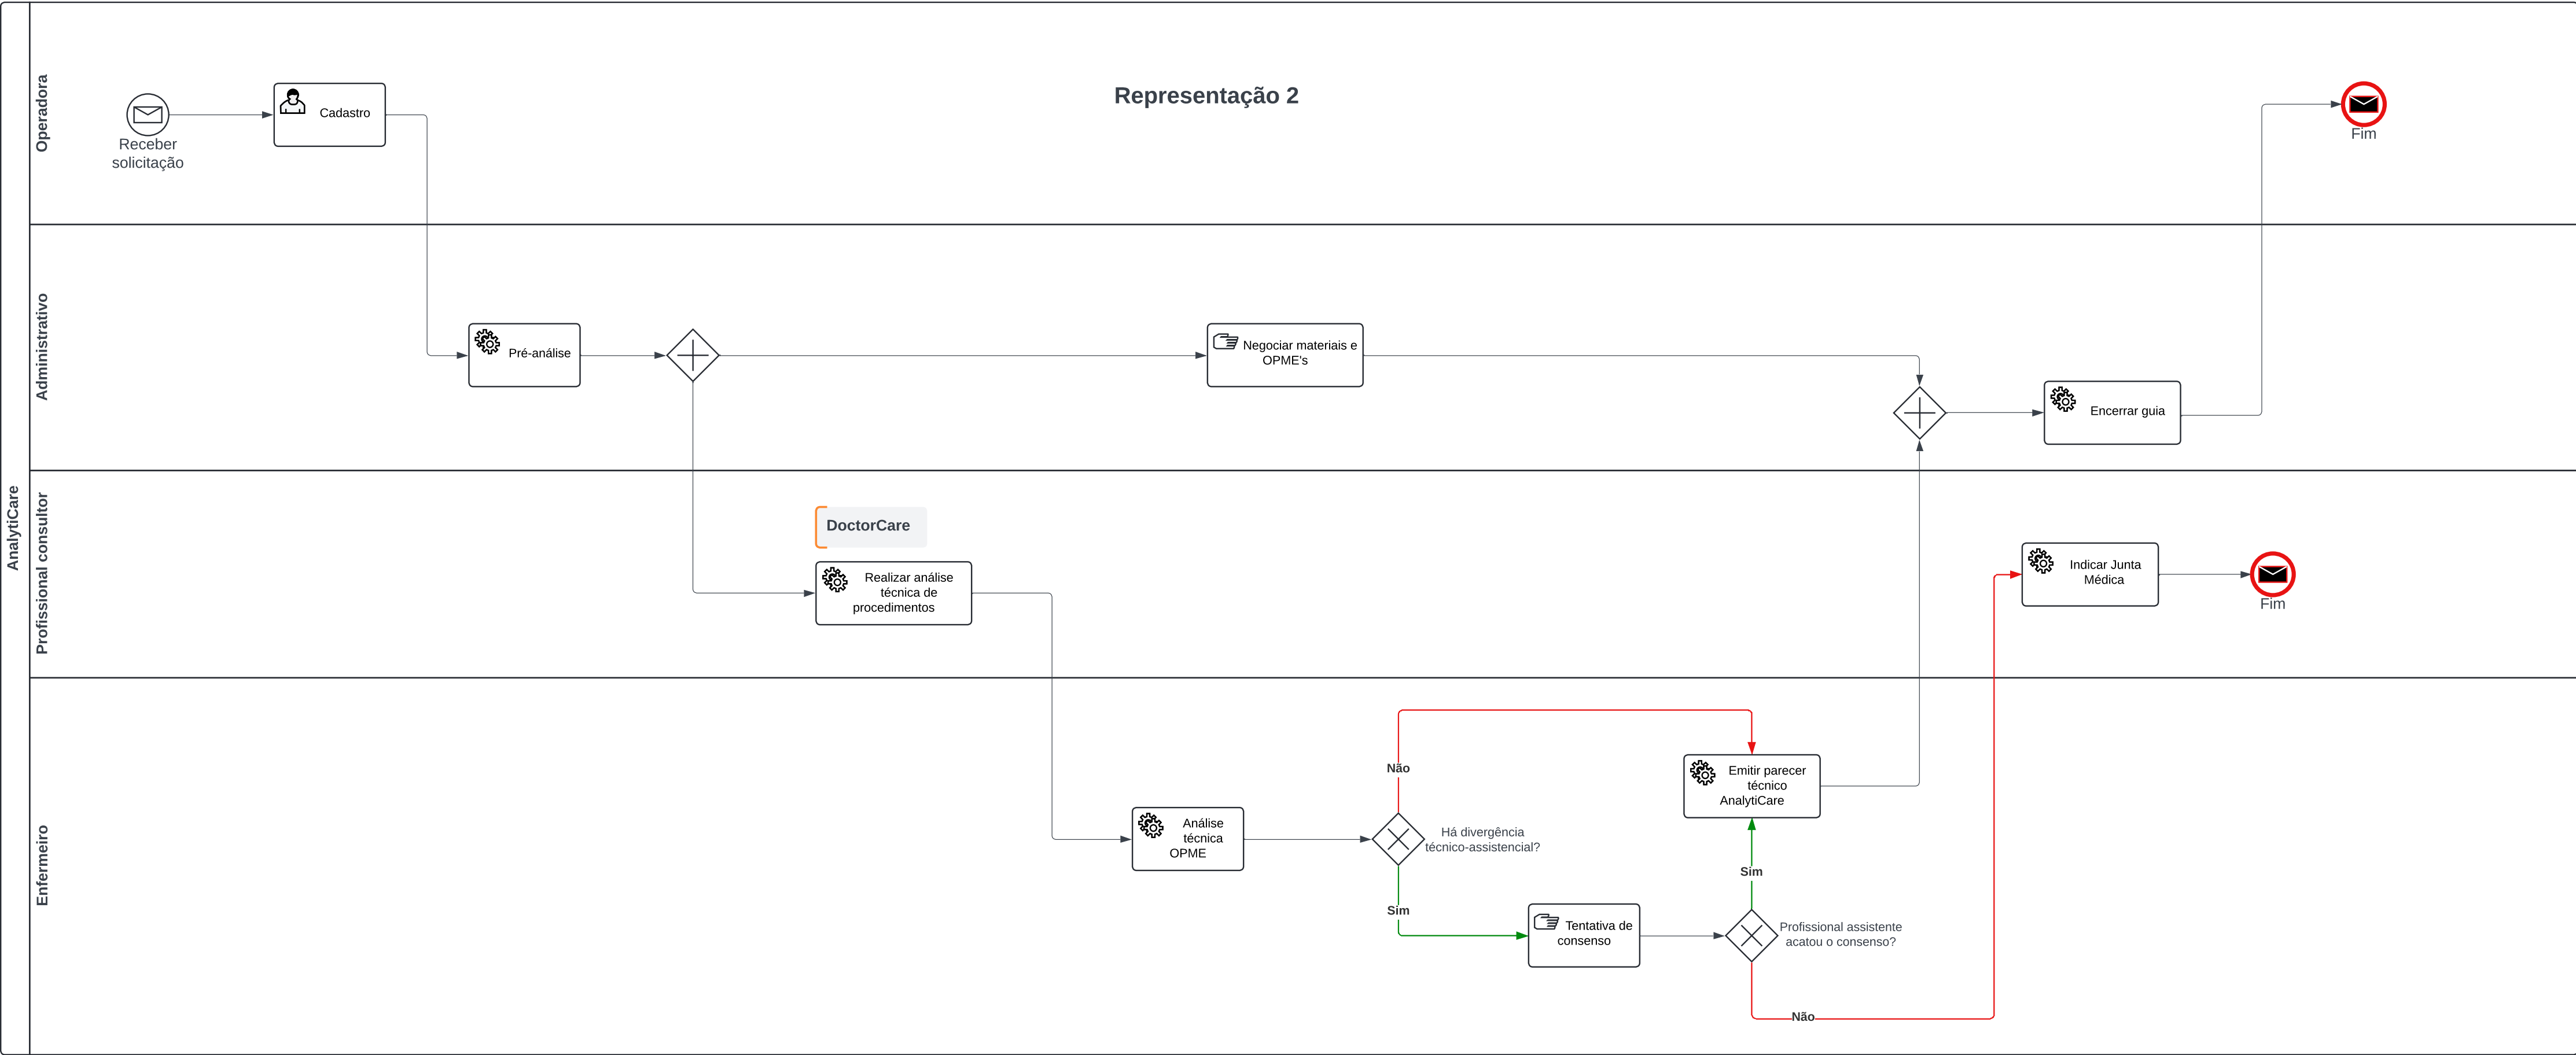 AnalytiCare
Operadora
Representação 2
Receber
solicitação
Cadastro
Fim
Administrativo
Pré-análise
Negociar materiais e
OPME's
Encerrar guia
Profissional consultor
DoctorCare
Realizar análise
técnica de
procedimentos
Indicar Junta
Médica
Fim
Enfermeiro
Análise
técnica
OPME
Não
Há divergência
técnico-assistencial?
Sim
Tentativa de
consenso
Emitir parecer
técnico
AnalytiCare
Sim
Profissional assistente
acatou o consenso?
Não